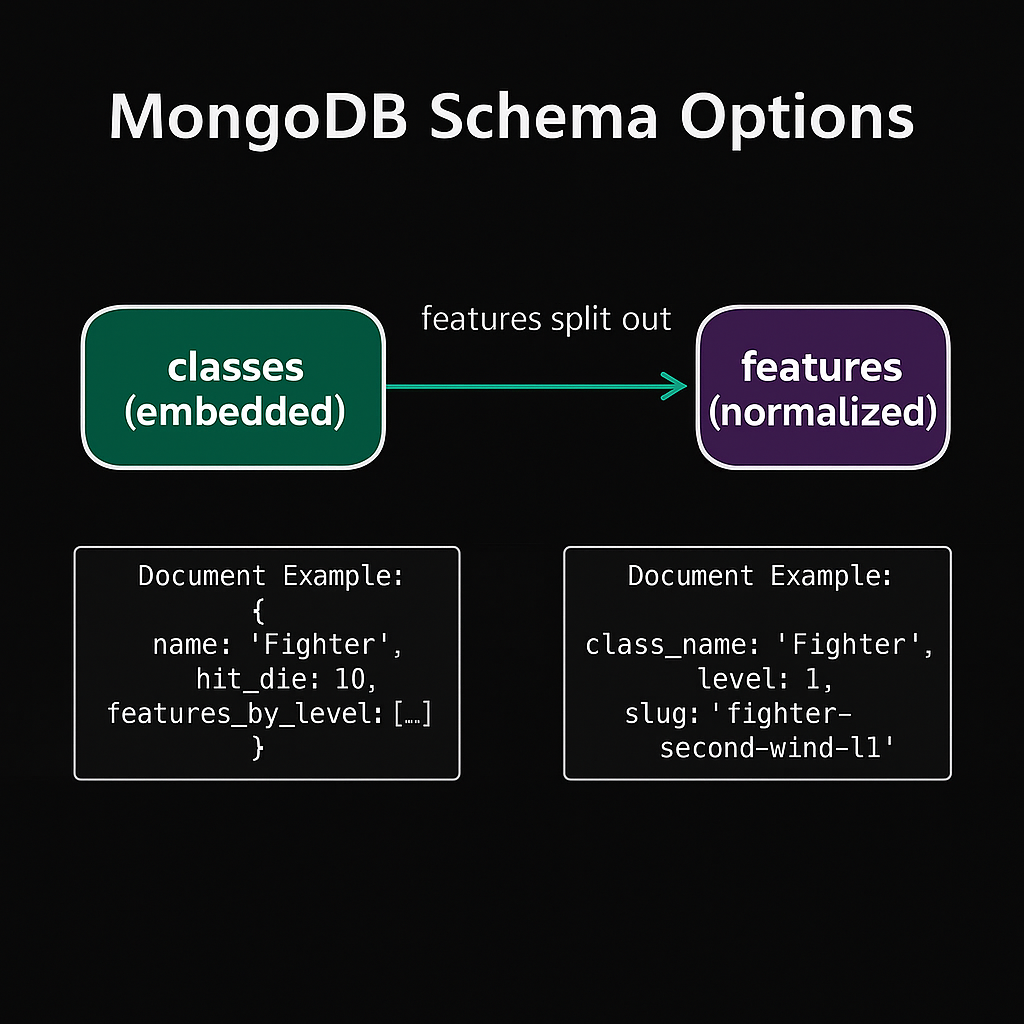 MongoDB Schema Options
classes
(embedded)
features split out
features
(normalized)
Document Example:
{
name: 'Fighter',
hit_die: 10,
features_by_level: [...]
}
Document Example:
class_name: 'Fighter',
level: 1,
slug: 'fighter-
second-wind-l1'